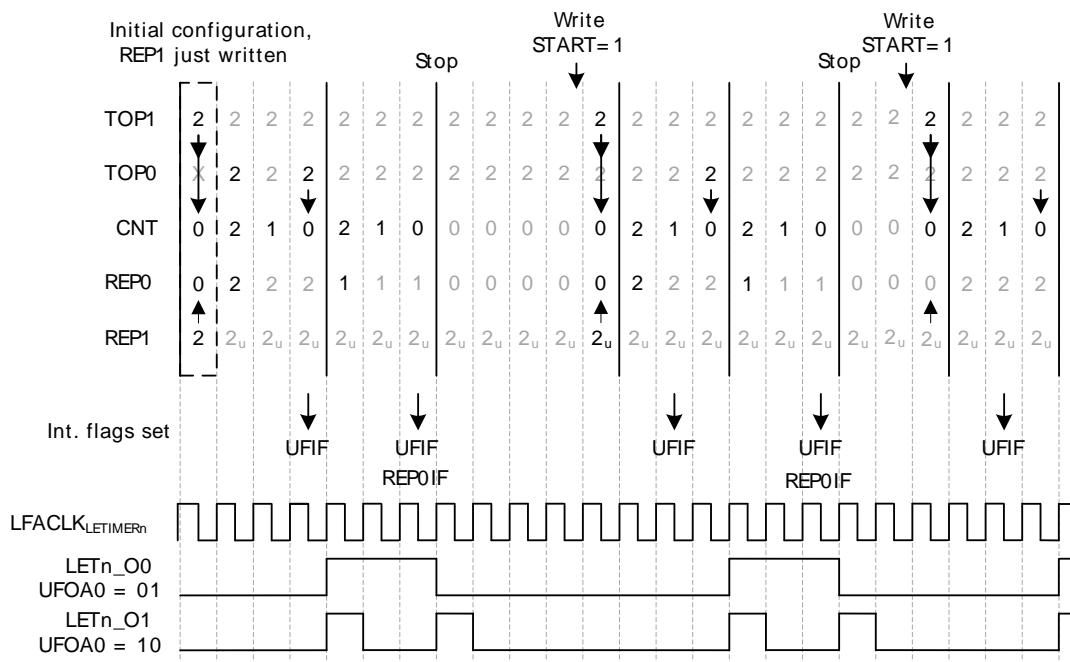 Initial configuration,
REP1 just written
Stop
Write
START=1
Stop
Write
START=1
TOP1 2 2 2 2 2 2 2 2 2 2 2 2 2 2 2 2 2 2 2 2 2 2 2 2
TOP0 X 2 2 2 2 2 2 2 2 2 2 2 2 2 2 2 2 2 2 2 2 2 2 2
CNT 0 2 1 0 2 1 0 0 0 0 0 0 2 1 0 2 1 0 0 0 0 2 1 0
REP0 0 2 2 2 1 1 1 0 0 0 0 0 2 2 2 1 1 1 0 0 0 2 2 2
REP1 2 2u 2u 2u 2u 2u 2u 2u 2u 2u 2u 2u 2u 2u 2u 2u 2u 2u 2u 2u 2u 2u 2u 2u
Int. flags set
UFIF UFIF UFIF UFIF UFIF
REP0IF REP0IF
LFACLKLETIMERn
LETn_O0
UFOA0 = 01
LETn_O1
UFOA0 = 10